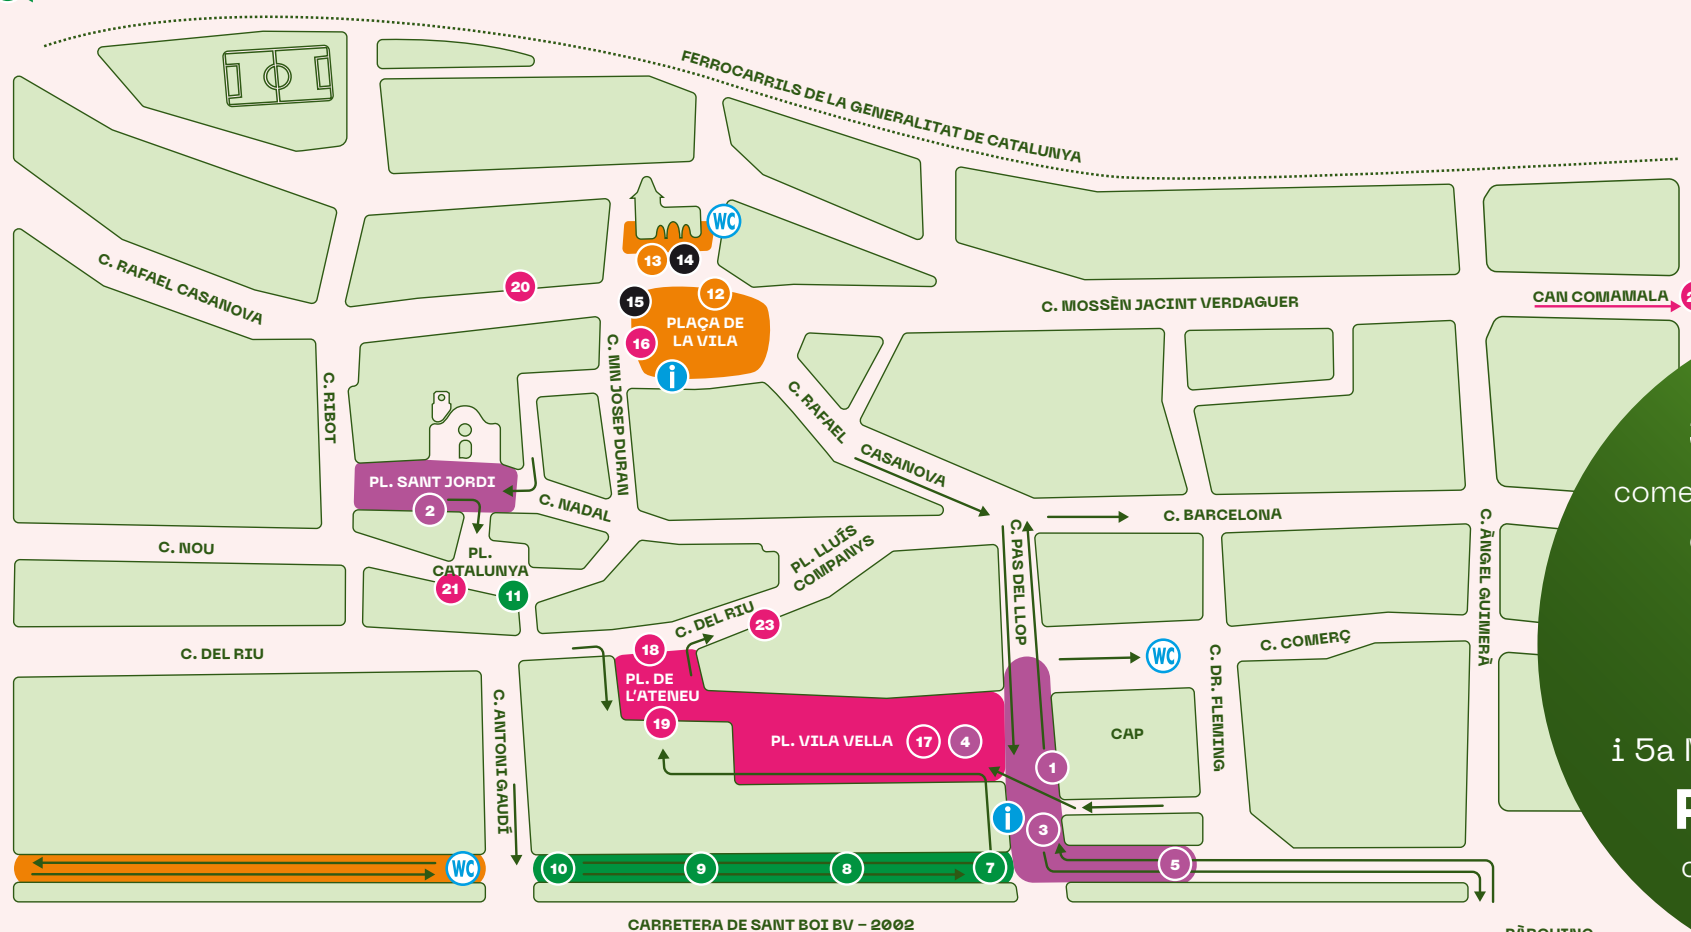 FERROCARRILS DE LA GENERALITAT DE CATALUNYA
WC
13
14
C. RAFAEL CASANOVA
20
15
12
CAN COMAMALA
C. MOSSÈN JACINT VERDAGUER
PLAÇA DE
LA VILA
16
i
C. MN JOSEP DURAN
C. RIBOT
C. RAFAEL
CASANOVA
PL. SANT JORDI
2
C. NADAL
C. BARCELONA
C. NOU
PL.
CATALUNYA
21
11
PL. LLUÍS
COMPANYS
C. PAS DEL LLOP
C. ÀNGEL GUIMERÀ
C. DEL RIU
23
C. DEL RIU
18
PL. DE
L'ATENEU
19
WC
C. COMERÇ
C. DR. FLEMING
C. ANTONI GAUDÍ
PL. VILA VELLA
17
4
CAP
1
i
3
WC
10
9
8
7
5
i 5a
CARRETERA DE SANT BOI BV – 2002